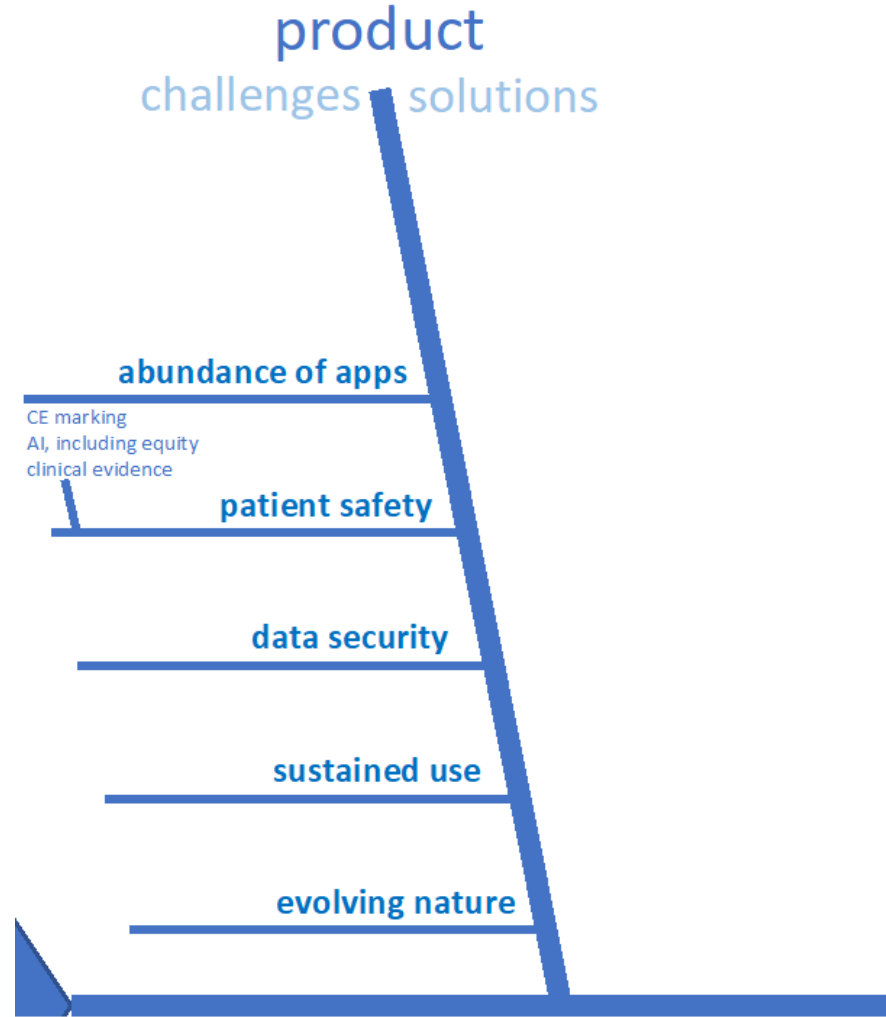 product
challenges solutions
abundance of apps
CE marking
AI, including equity
clinical evidence
patient safety
data security
sustained use
evolving nature